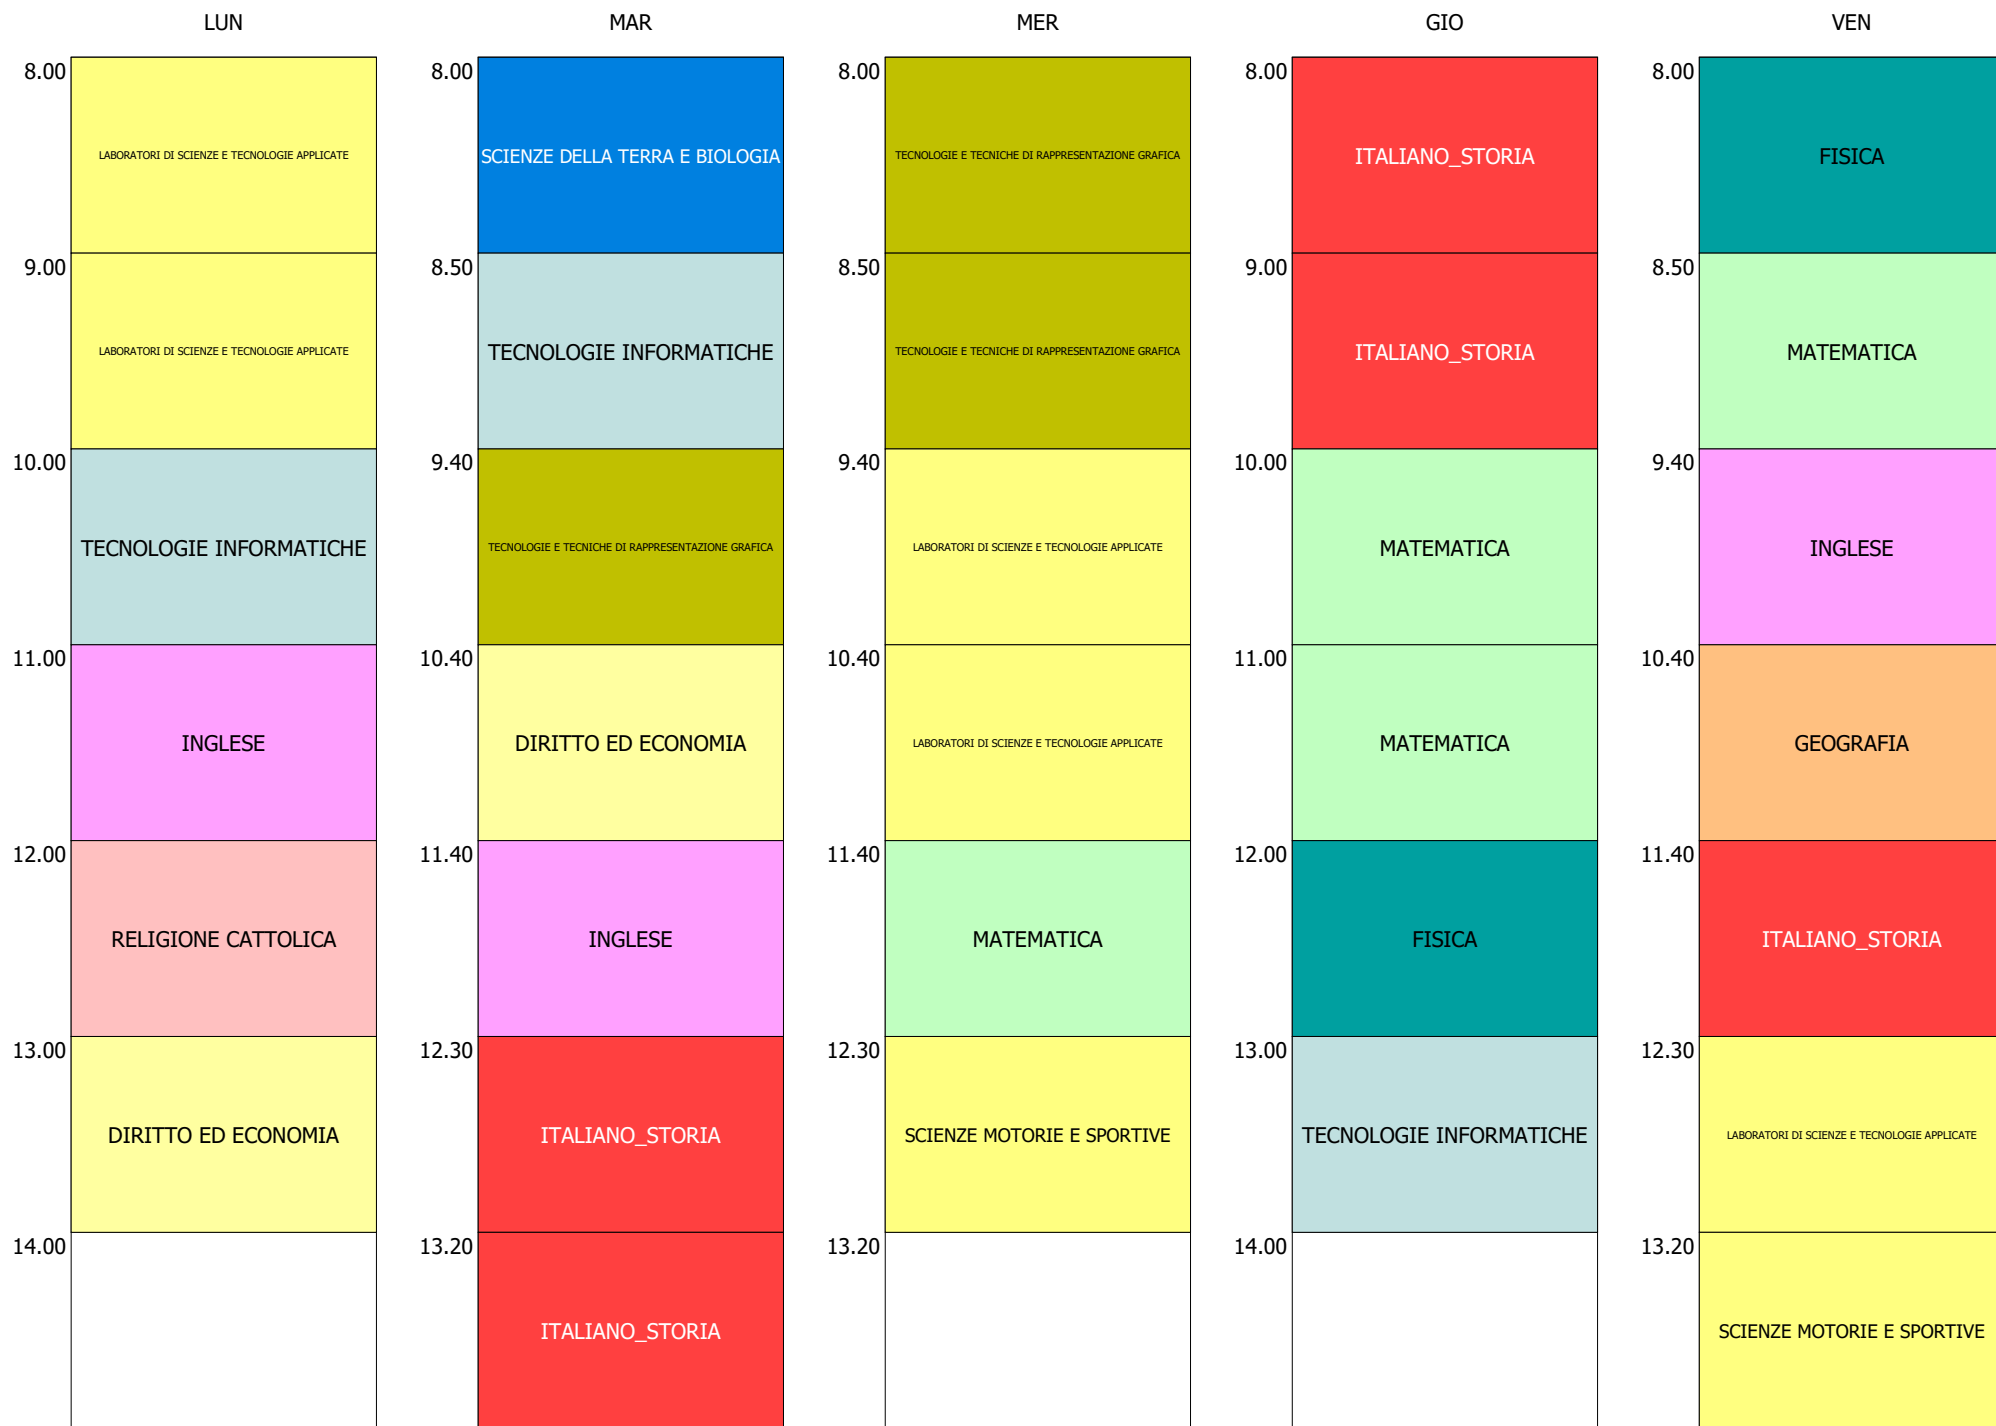 LUN MAR MER GIO VEN
8.00 8.00 8.00 8.00 8.00
LABORATORI DI SCIENZE E TECNOLOGIE APPLICATE SCIENZE DELLA TERRA E BIOLOGIA TECNOLOGIE E TECNICHE DI RAPPRESENTAZIONE GRAFICA ITALIANO_STORIA FISICA
9.00 8.50 8.50 9.00 8.50
LABORATORI DI SCIENZE E TECNOLOGIE APPLICATE TECNOLOGIE INFORMATICHE TECNOLOGIE E TECNICHE DI RAPPRESENTAZIONE GRAFICA ITALIANO_STORIA MATEMATICA
10.00 9.40 9.40 10.00 9.40
TECNOLOGIE INFORMATICHE TECNOLOGIE E TECNICHE DI RAPPRESENTAZIONE GRAFICA LABORATORI DI SCIENZE E TECNOLOGIE APPLICATE MATEMATICA INGLESE
11.00 10.40 10.40 11.00 10.40
INGLESE DIRITTO ED ECONOMIA LABORATORI DI SCIENZE E TECNOLOGIE APPLICATE MATEMATICA GEOGRAFIA
12.00 11.40 11.40 12.00 11.40
RELIGIONE CATTOLICA INGLESE MATEMATICA FISICA ITALIANO_STORIA
13.00 12.30 12.30 13.00 12.30
DIRITTO ED ECONOMIA ITALIANO_STORIA SCIENZE MOTORIE E SPORTIVE TECNOLOGIE INFORMATICHE LABORATORI DI SCIENZE E TECNOLOGIE APPLICATE
14.00 13.20 13.20 14.00 13.20
ITALIANO_STORIA SCIENZE MOTORIE E SPORTIVE